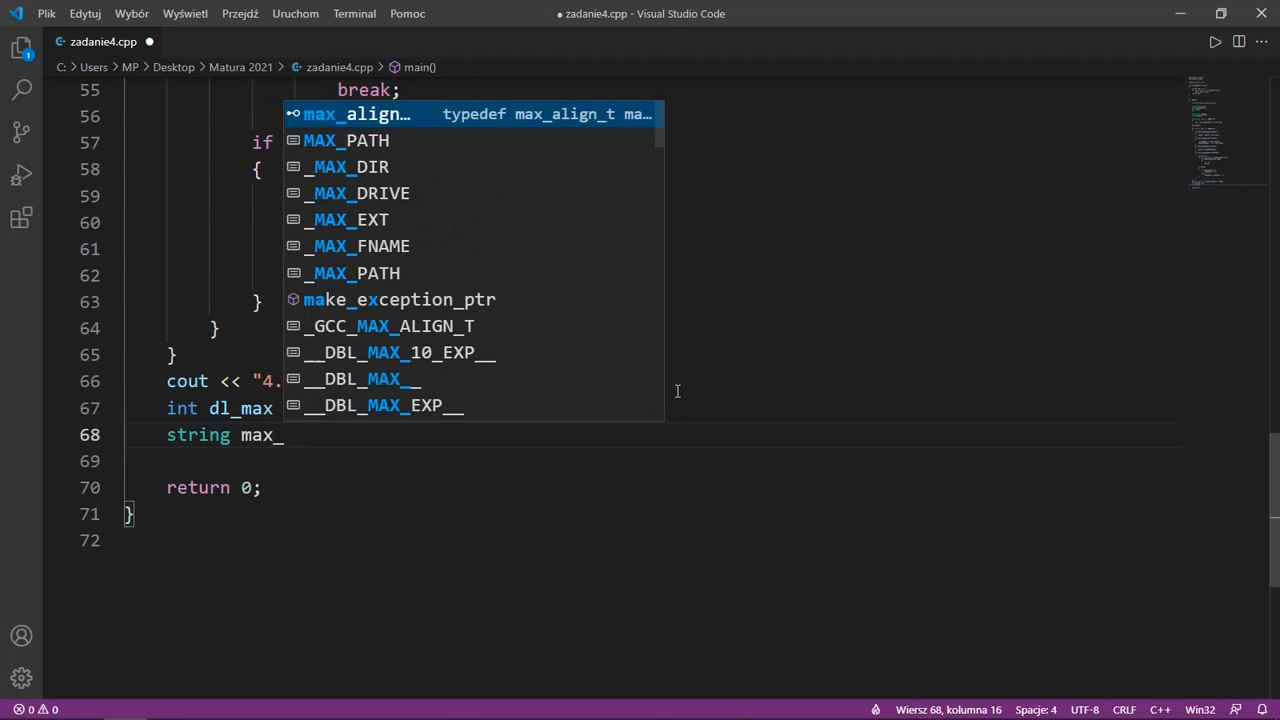 Plik Edytuj Wybór Wyświetl Przejdź Uruchom Terminal Pomoc ● zadanie4.cpp - Visual Studio Code
zadanie4.cpp ●
C: > Users > MP > Desktop > Matura 2021 > zadanie4.cpp > main()
55 break;
56
57 if
58 {
59
60
61
62
63 }
64 }
65 }
66 cout << "4.
67 int dl_max
68 string max_
69
70 return 0;
71 }
72
max_align… typedef max_align_t ma…
MAX_PATH
_MAX_DIR
_MAX_DRIVE
_MAX_EXT
_MAX_FNAME
_MAX_PATH
make_exception_ptr
_GCC_MAX_ALIGN_T
__DBL_MAX_10_EXP__
__DBL_MAX__
__DBL_MAX_EXP__
1
0 0 Wiersz 68, kolumna 16 Spacje: 4 UTF-8 CRLF C++ Win32